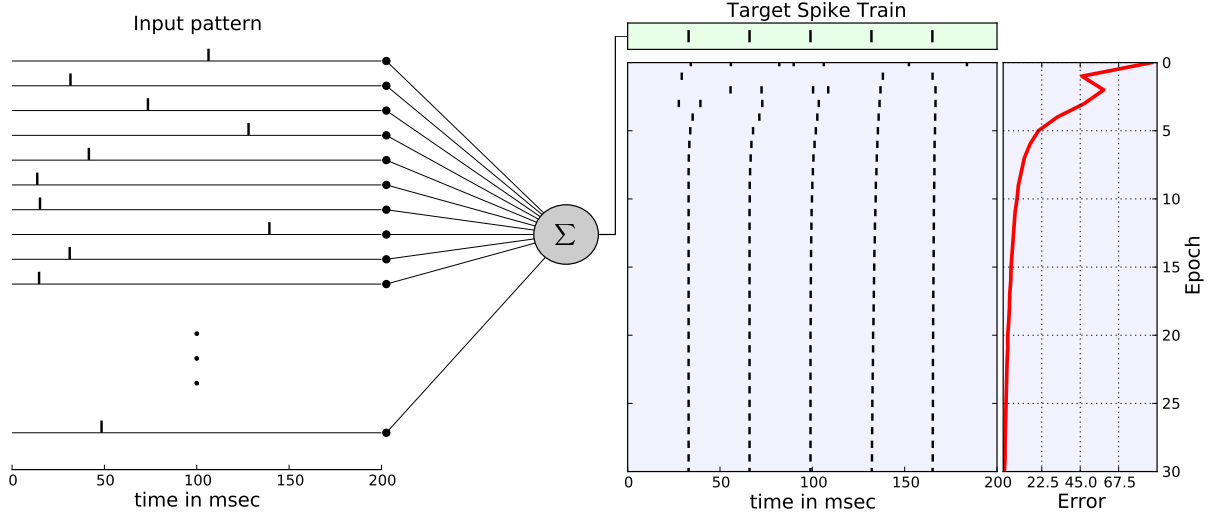 Input pattern
Target Spike Train
Σ
0
5
10
15
20
25
30
Epoch
0 50 100 150 200
time in msec
0 50 100 150 200
time in msec
22.5 45.0 67.5
Error